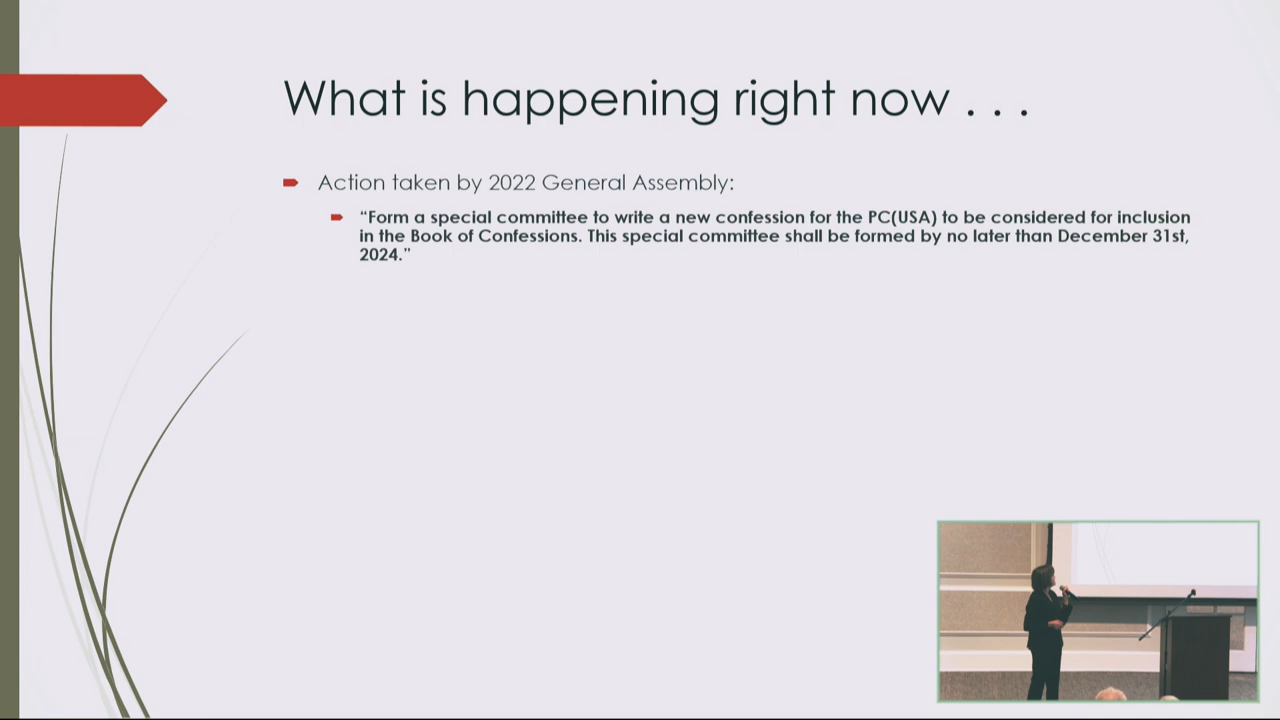 What is happening right now . . .
Action taken by 2022 General Assembly:
“Form a special committee to write a new confession for the PC(USA) to be considered for inclusion
in the Book of Confessions. This special committee shall be formed by no later than December 31st,
2024.”